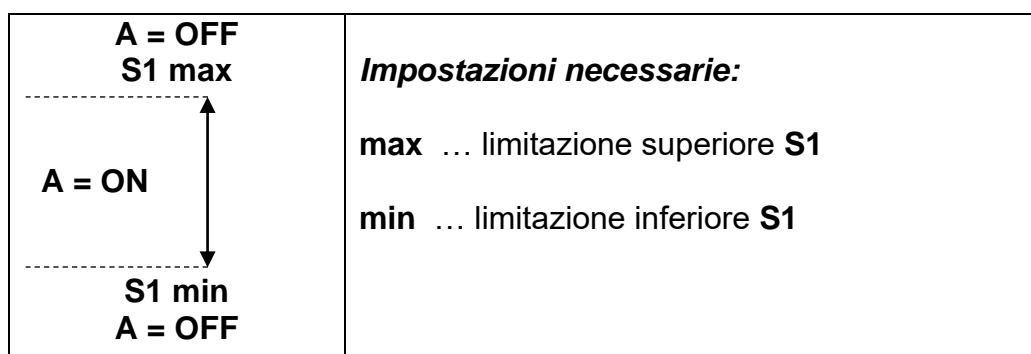 A = OFF
S1 max
A = ON
S1 min
A = OFF
Impostazioni necessarie:
max … limitazione superiore S1
min … limitazione inferiore S1